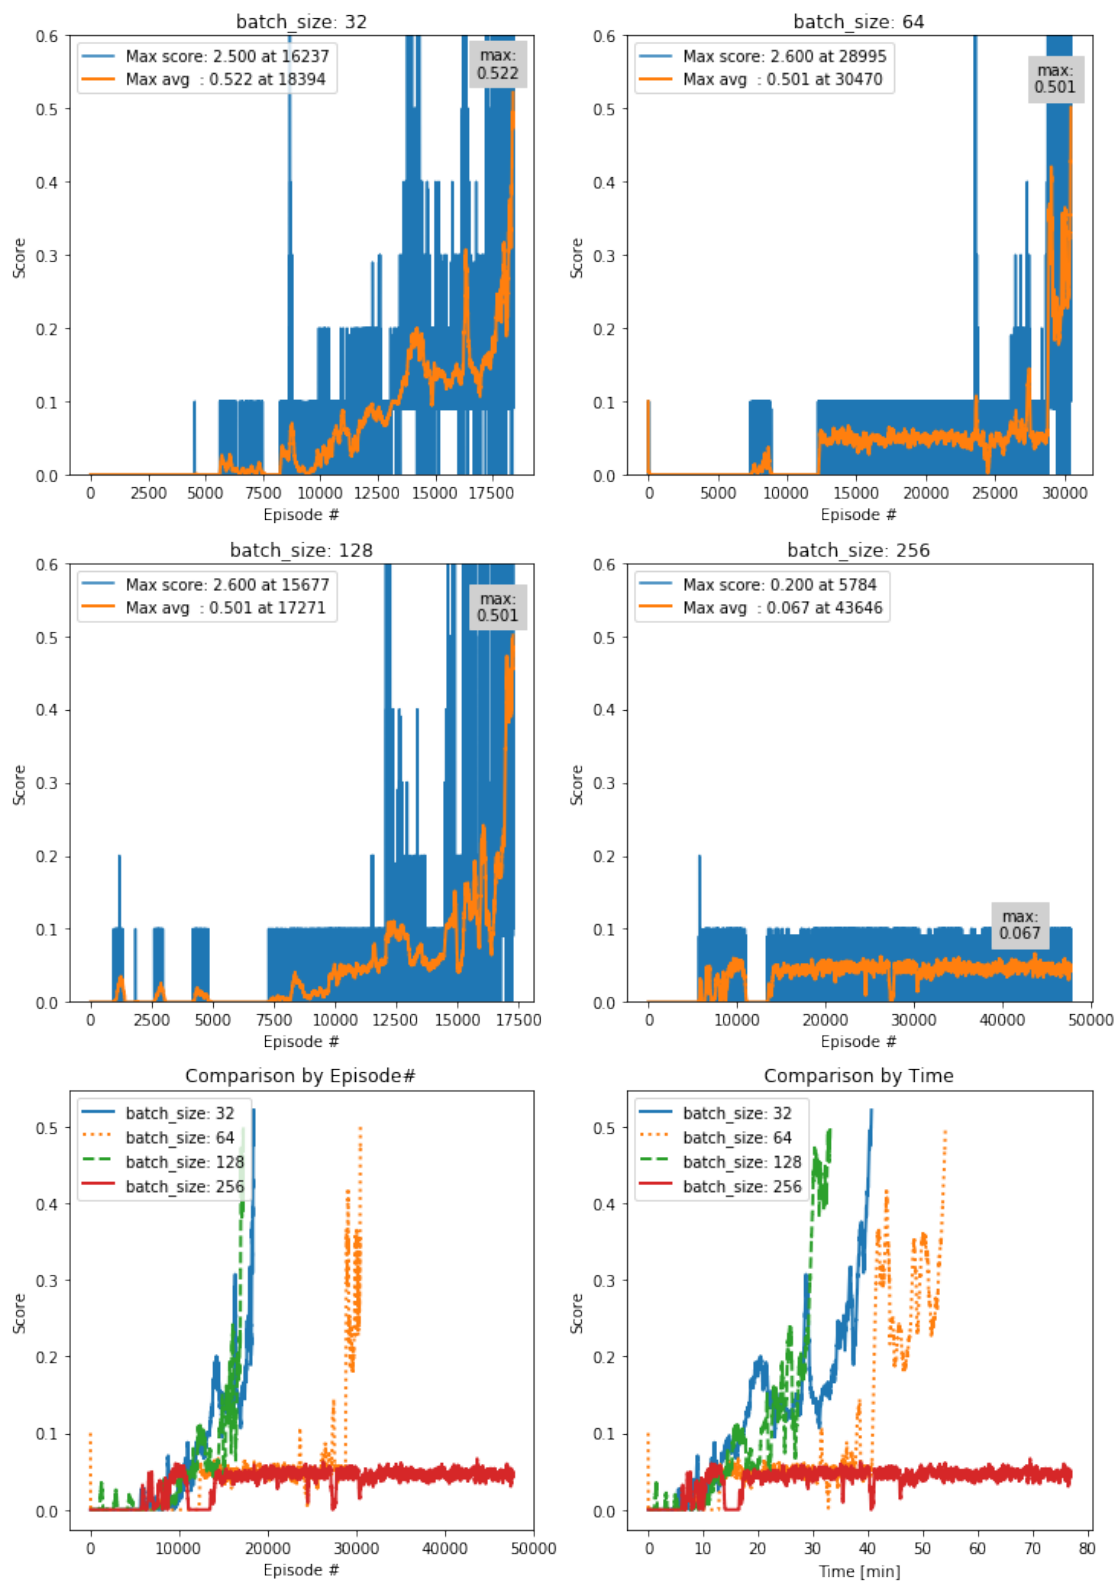 batch_size: 32
0.6
0.5
0.4
0.3
0.2
0.1
0.0
Score
Max score: 2.500 at 16237
Max avg : 0.522 at 18394
max:
0.522
0 2500 5000 7500 10000 12500 15000 17500
Episode #
batch_size: 64
0.6
0.5
0.4
0.3
0.2
0.1
0.0
Score
Max score: 2.600 at 28995
Max avg : 0.501 at 30470
max:
0.501
0 5000 10000 15000 20000 25000 30000
Episode #
batch_size: 128
0.6
0.5
0.4
0.3
0.2
0.1
0.0
Score
Max score: 2.600 at 15677
Max avg : 0.501 at 17271
max:
0.501
0 2500 5000 7500 10000 12500 15000 17500
Episode #
batch_size: 256
0.6
0.5
0.4
0.3
0.2
0.1
0.0
Score
Max score: 0.200 at 5784
Max avg : 0.067 at 43646
max:
0.067
0 10000 20000 30000 40000 50000
Episode #
Comparison by Episode#
0.5
0.4
0.3
0.2
0.1
0.0
Score
batch_size: 32
batch_size: 64
batch_size: 128
batch_size: 256
0 10000 20000 30000 40000 50000
Episode #
Comparison by Time
0.5
0.4
0.3
0.2
0.1
0.0
Score
batch_size: 32
batch_size: 64
batch_size: 128
batch_size: 256
0 10 20 30 40 50 60 70 80
Time [min]